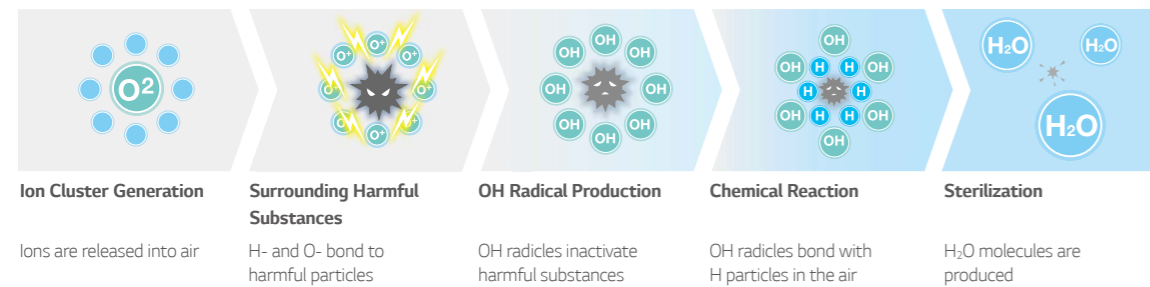 O²
O⁺ O⁺ O⁺ O⁺ O⁺ O⁺ O⁺ O⁺
OH OH OH OH OH OH OH OH
OH OH OH OH OH OH H H H H H H
H₂O H₂O H₂O
Ion Cluster Generation
Ions are released into air
Surrounding Harmful
Substances
H- and O- bond to
harmful particles
OH Radical Production
OH radicles inactivate
harmful substances
Chemical Reaction
OH radicles bond with
H particles in the air
Sterilization
H₂O molecules are
produced